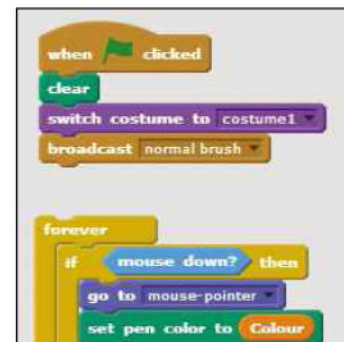 when clicked
clear
switch costume to costume1
broadcast normal brush
forever
if mouse down? then
go to mouse-pointer
set pen color to Colour